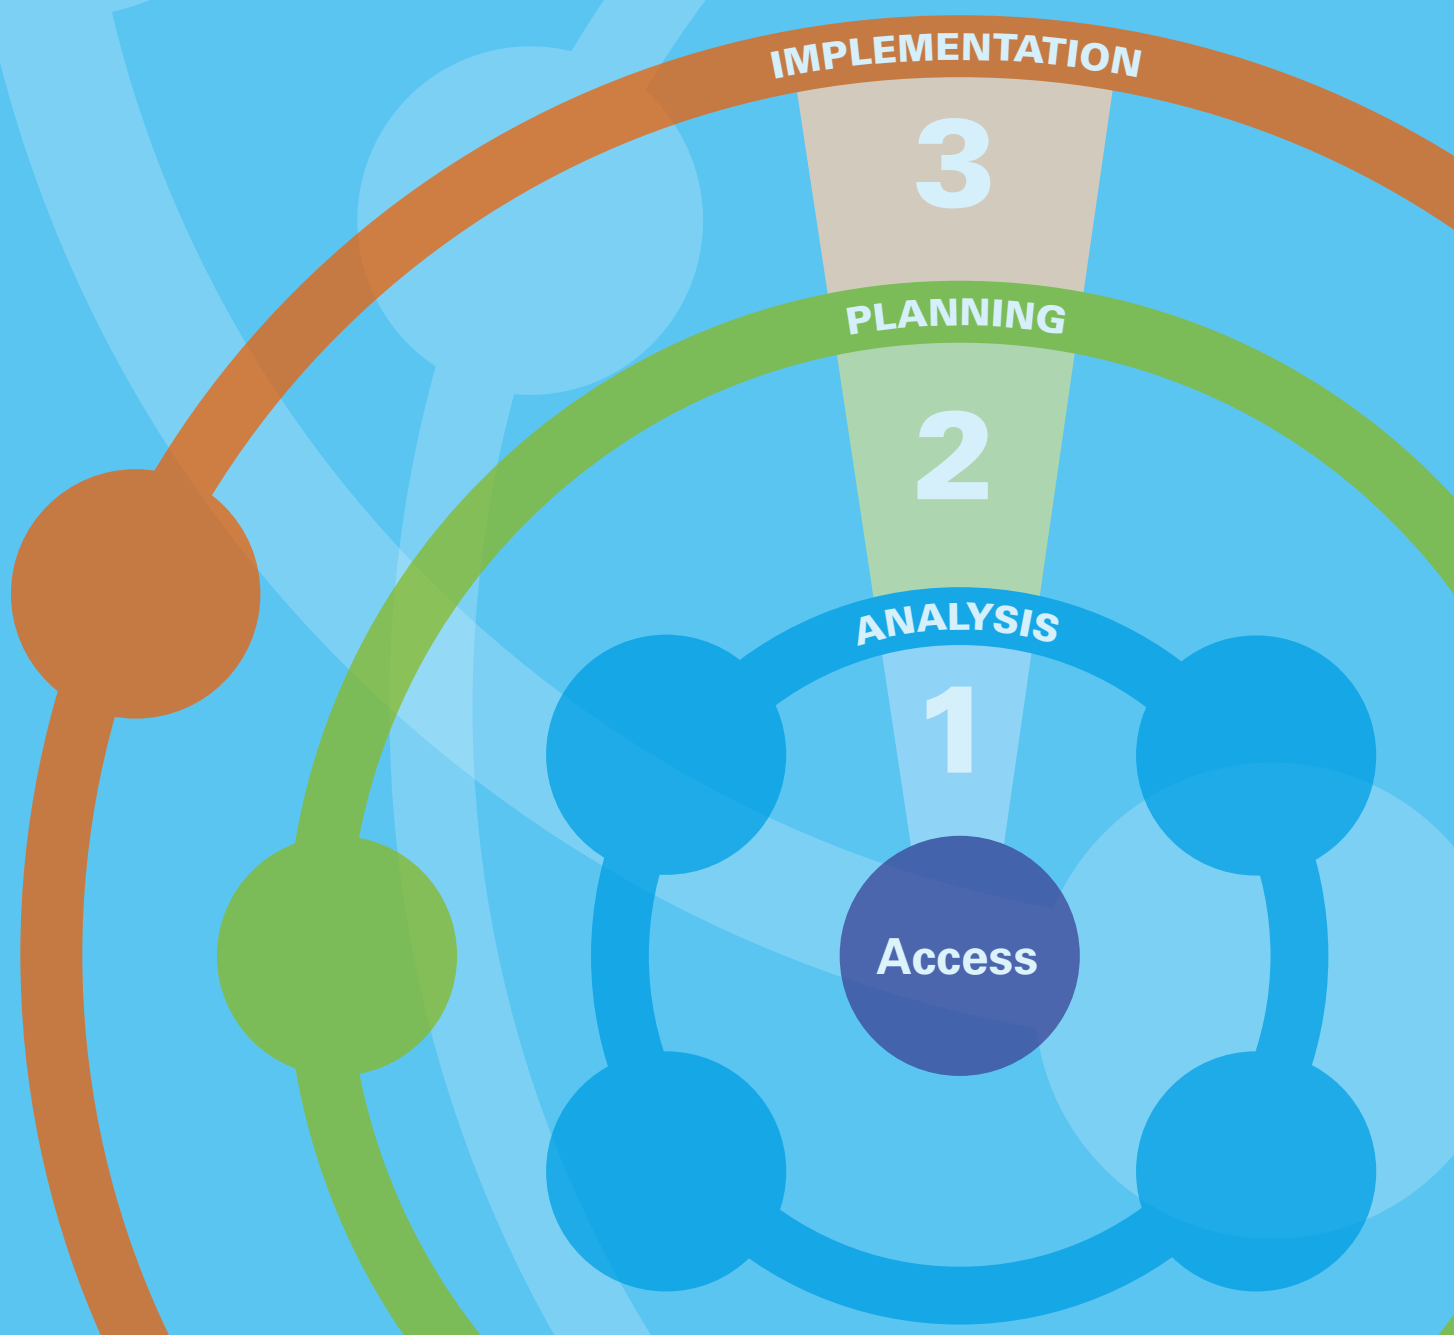 IMPLEMENTATION
3
PLANNING
2
ANALYSIS
1
Access